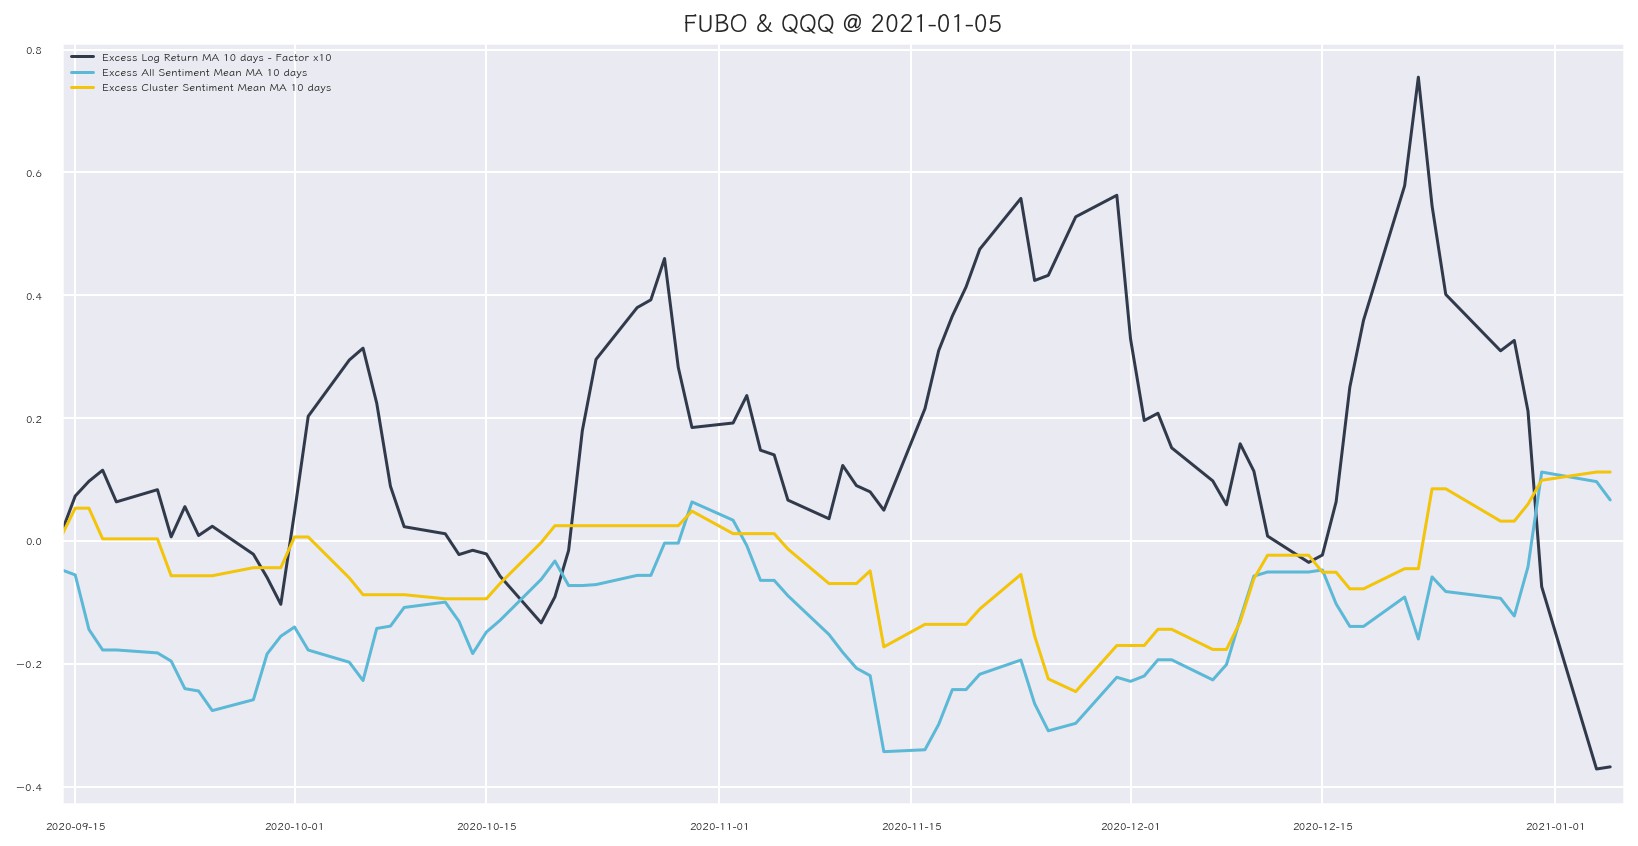 FUBO & QQQ @ 2021-01-05
Excess Log Return MA 10 days - Factor x10
Excess All Sentiment Mean MA 10 days
Excess Cluster Sentiment Mean MA 10 days
0.8
0.6
0.4
0.2
0.0
−0.2
−0.4
2020-09-15 2020-10-01 2020-10-15 2020-11-01 2020-11-15 2020-12-01 2020-12-15 2021-01-01